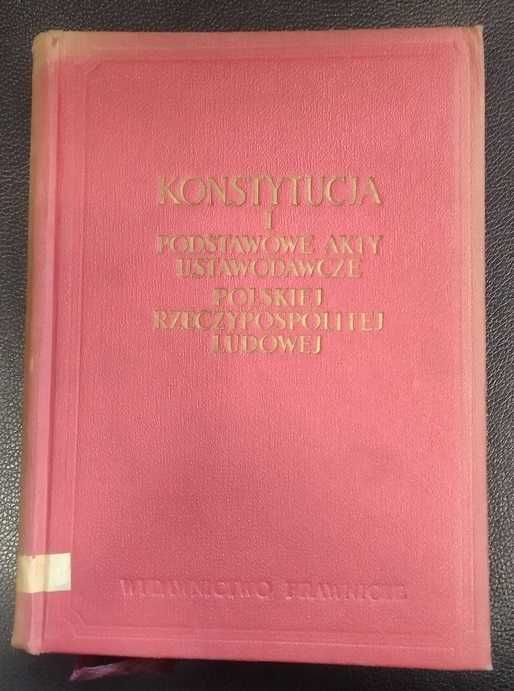 KONSTYTUCJA
I
PODSTAWOWE AKTY
USTAWODAWCZE
POLSKIEJ
RZECZYPOSPOLITEJ
LUDOWEJ
WYDAWNICTWO PRAWNICZE